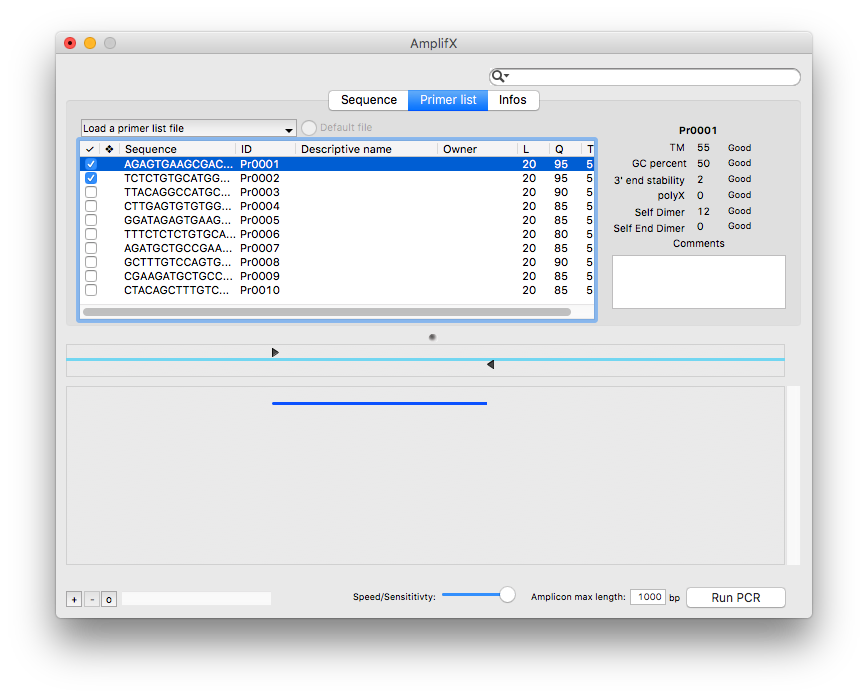 AmplifX
Sequence Primer list Infos
Load a primer list file Default file
Sequence ID Descriptive name Owner L Q T
AGAGTGAAGCGAC... Pr0001 20 95 5
TCTCTGTGCATGG... Pr0002 20 95 5
TTACAGGCCATGC... Pr0003 20 90 5
CTTGAGTGTGTGG... Pr0004 20 85 5
GGATAGAGTGAAG... Pr0005 20 85 5
TTTCTCTCTGTGCA... Pr0006 20 80 5
AGATGCTGCCGAA... Pr0007 20 85 5
GCTTTGTCCAGTG... Pr0008 20 90 5
CGAAGATGCTGCC... Pr0009 20 85 5
CTACAGCTTTGTC... Pr0010 20 85 5
Pr0001
TM 55 Good
GC percent 50 Good
3' end stability 2 Good
polyX 0 Good
Self Dimer 12 Good
Self End Dimer 0 Good
Comments
+ - o
Speed/Sensititivty: Amplicon max length: 1000 bp Run PCR